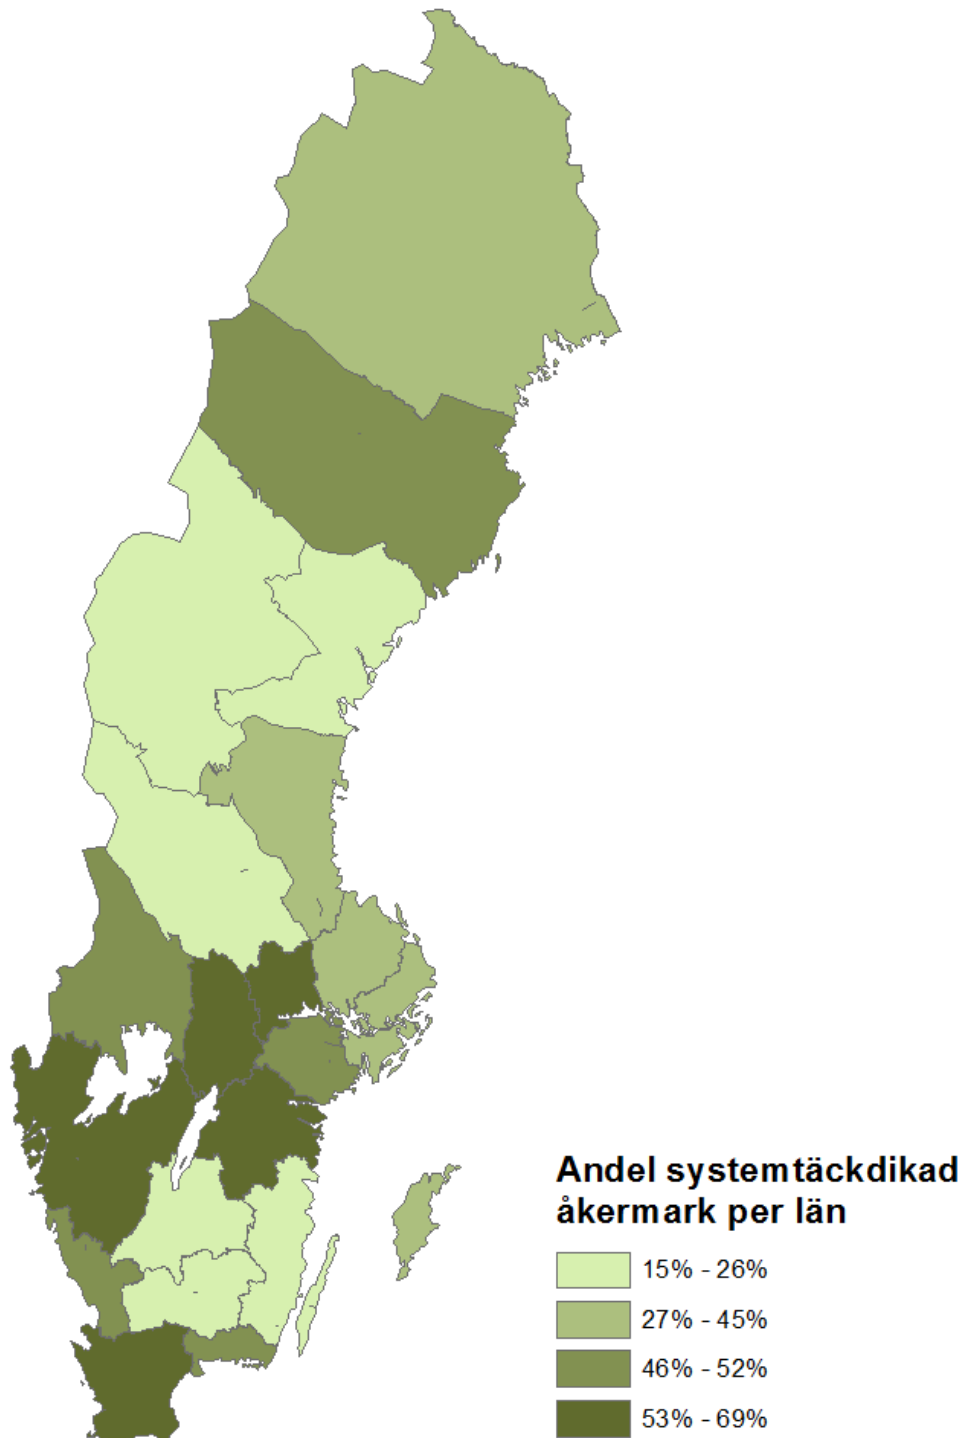 Andel systemtäckdikad
åkermark per län
15% - 26%
27% - 45%
46% - 52%
53% - 69%